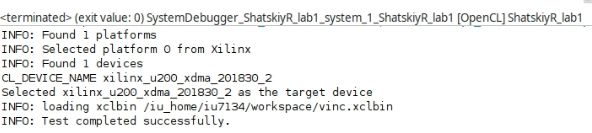 <terminated> (exit value: 0) SystemDebugger_ShatskiyR_lab1_system_1_ShatskiyR_lab1 [OpenCL] ShatskiyR_lab1
INFO: Found 1 platforms
INFO: Selected platform 0 from Xilinx
INFO: Found 1 devices
CL_DEVICE_NAME xilinx_u200_xdma_201830_2
Selected xilinx_u200_xdma_201830_2 as the target device
INFO: loading xclbin /iu_home/iu7134/workspace/vinc.xclbin
INFO: Test completed successfully.